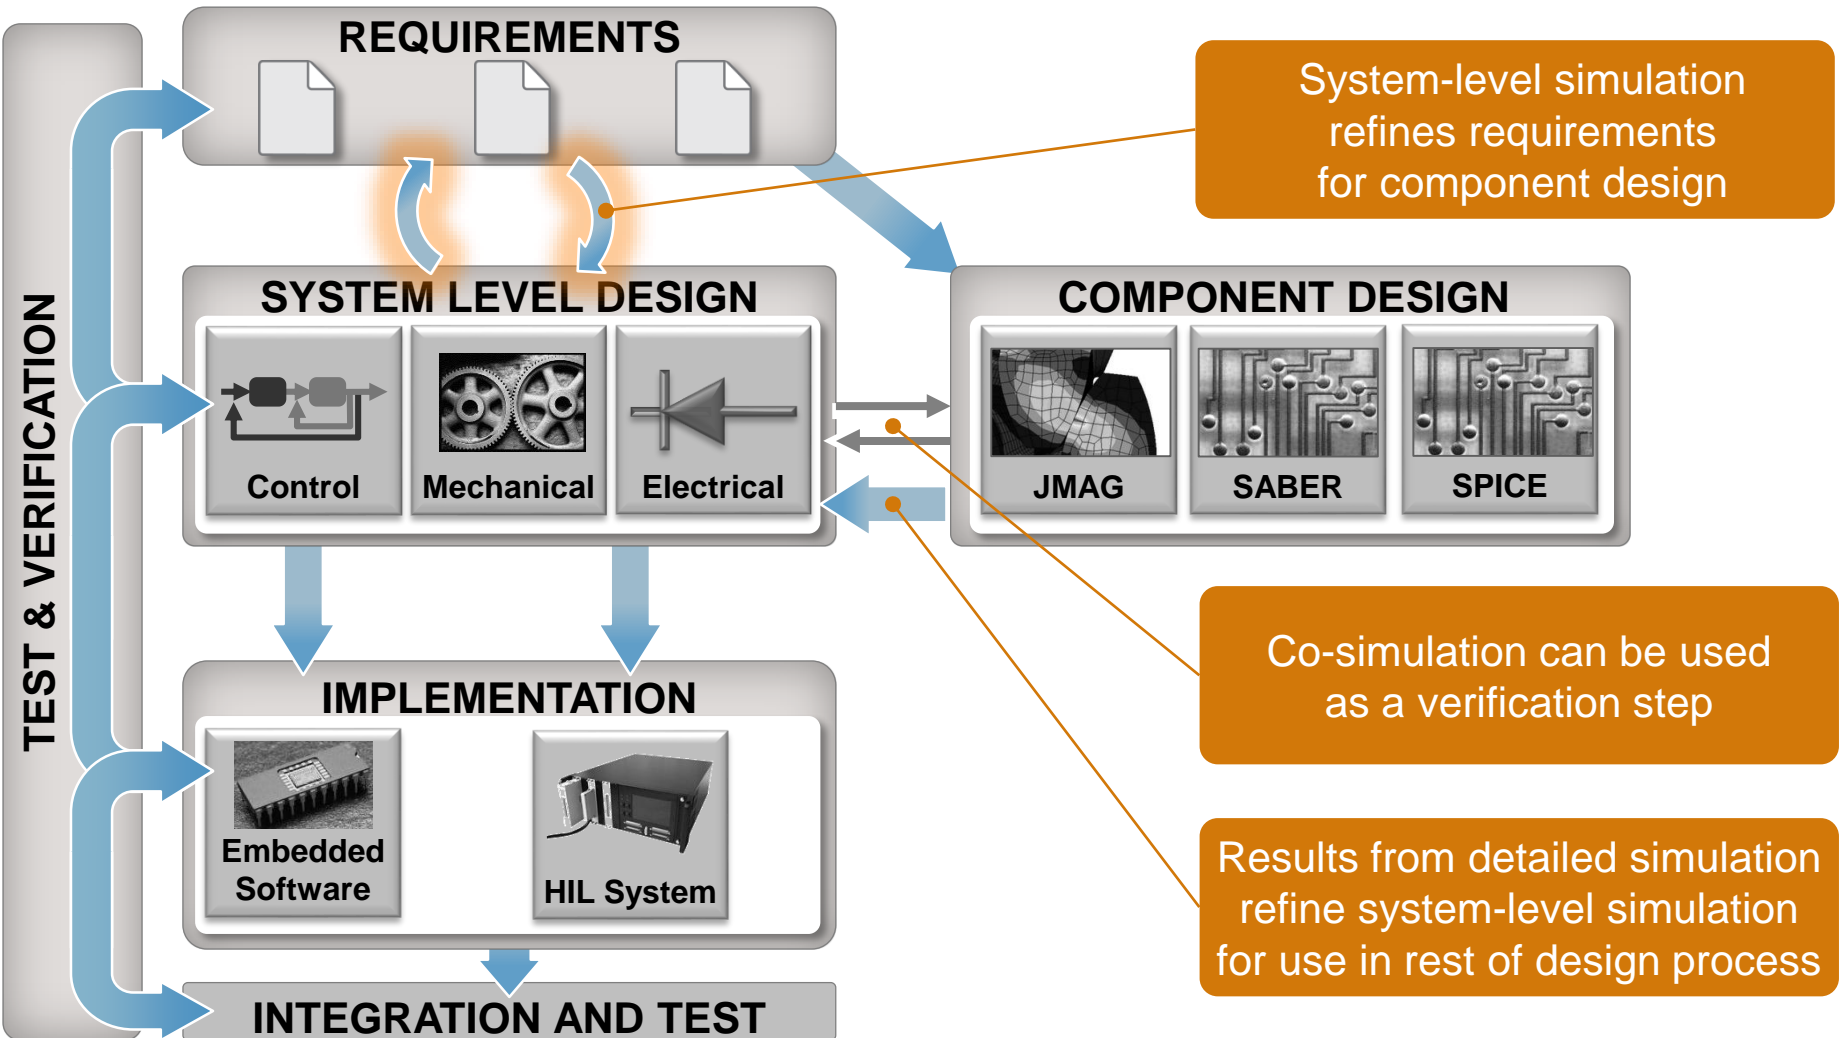 TEST & VERIFICATION
REQUIREMENTS
System-level simulation
refines requirements
for component design
SYSTEM LEVEL DESIGN
Control
Mechanical
Electrical
COMPONENT DESIGN
JMAG
SABER
SPICE
Co-simulation can be used
as a verification step
IMPLEMENTATION
Embedded
Software
HIL System
Results from detailed simulation
refine system-level simulation
for use in rest of design process
INTEGRATION AND TEST